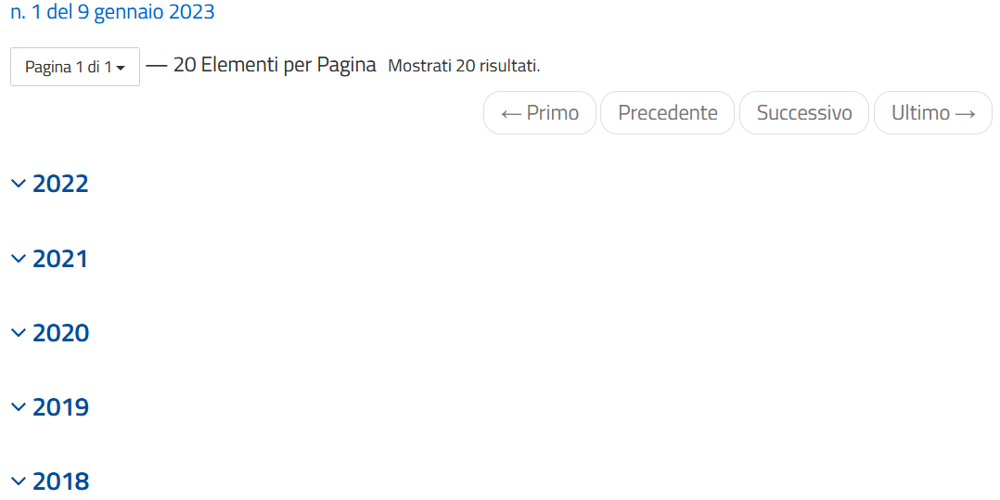 n. 1 del 9 gennaio 2023
Pagina 1 di 1 — 20 Elementi per Pagina Mostrati 20 risultati.
← Primo Precedente Successivo Ultimo →
2022
2021
2020
2019
2018